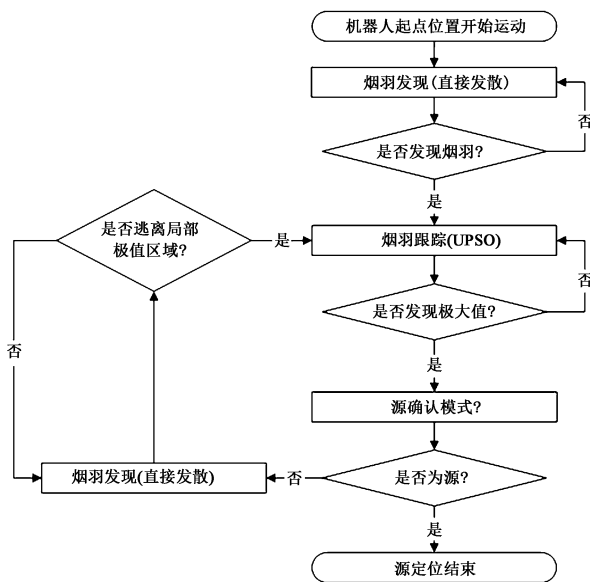 机器人起点位置开始运动
烟羽发现(直接发散)
否
是否发现烟羽?
是
是否逃离局部
极值区域?
是
烟羽跟踪(UPSO)
否
是否发现极大值?
否
是
源确认模式?
烟羽发现(直接发散)
否
是否为源?
是
源定位结束